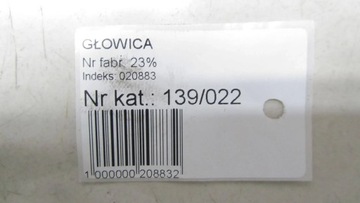 GŁOWICA
Nr fabr. 23%
Indeks: 020883
Nr kat.: 139/022
1 000000 208832